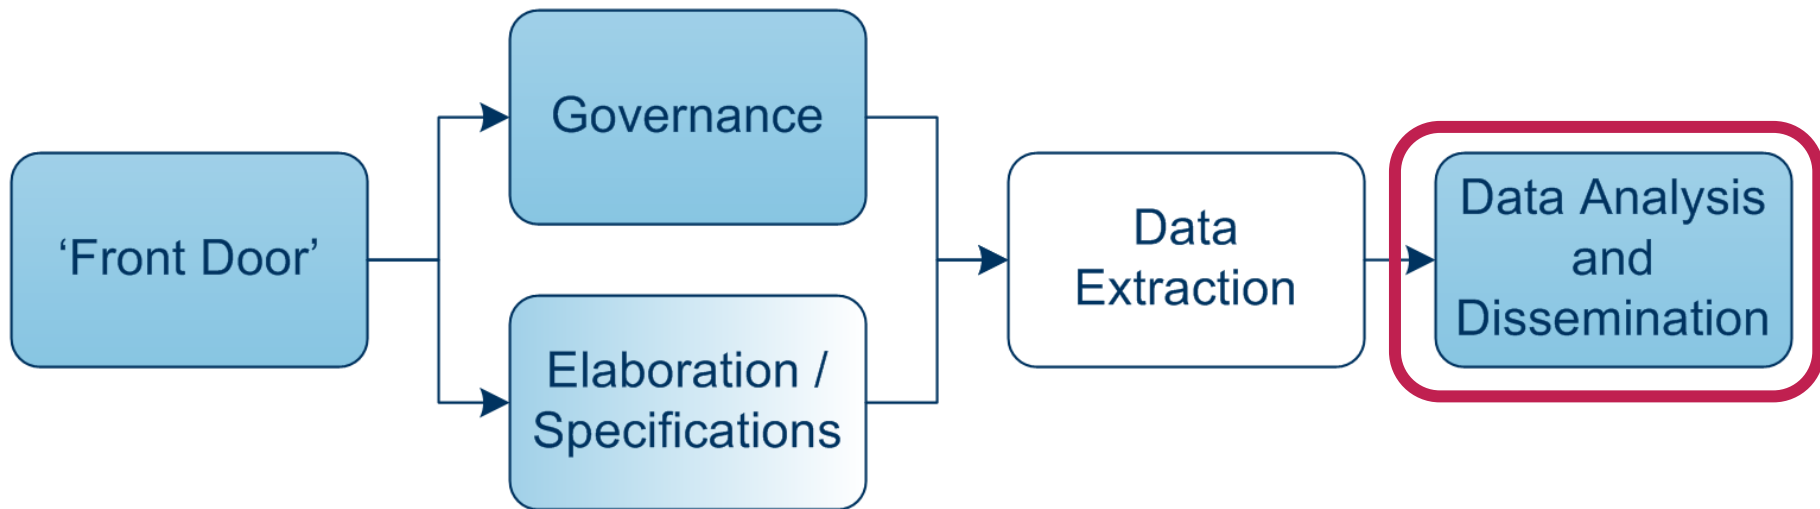 ‘Front Door’
Governance
Elaboration /
Specifications
Data
Extraction
Data Analysis
and
Dissemination